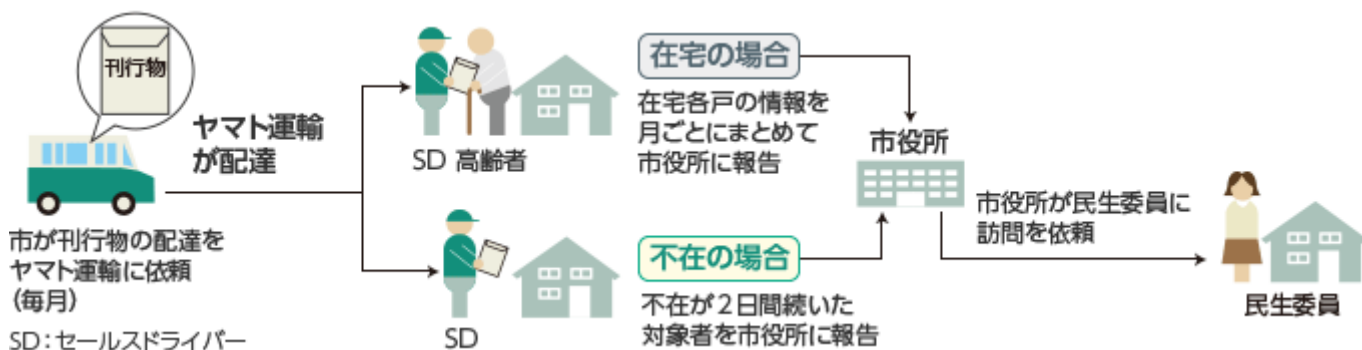 刊行物
ヤマト運輸
が配達
市が刊行物の配達を
ヤマト運輸に依頼
(毎月)
SD：セールスドライバー
SD 高齢者
在宅の場合
在宅各戸の情報を
月ごとにまとめて
市役所に報告
SD
不在の場合
不在が2日間続いた
対象者を市役所に報告
市役所
市役所が民生委員に
訪問を依頼
民生委員